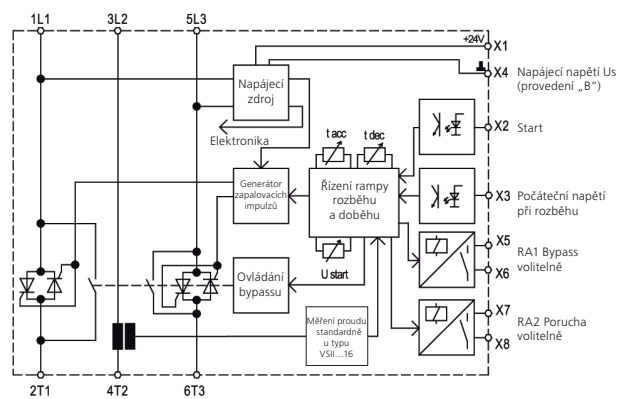 1L1
3L2
5L3
+24V
X1
X4
Napájecí napětí Us
(provedení „B“)
Napájecí
zdroj
Elektronika
t acc
t dec
X2
Start
Generátor
zapalovacích
impulzů
Řízení rampy
rozběhu
a doběhu
X3
Počáteční napětí
při rozběhu
U start
X5
X6
RA1 Bypass
volitelně
Ovládání
bypassu
Měření proudu
standardně
u typu
VSII...16
X7
X8
RA2 Porucha
volitelně
2T1
4T2
6T3